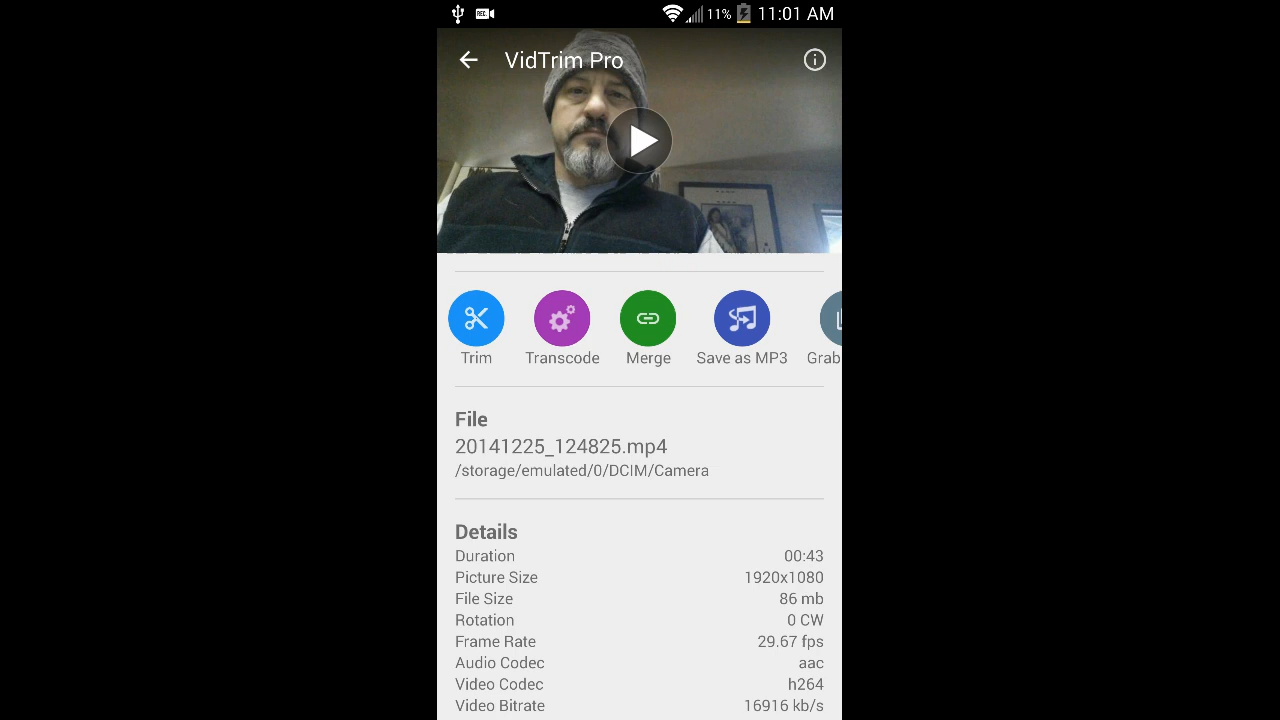 REC 11% 11:01 AM
VidTrim Pro
Trim Transcode Merge Save as MP3 Grab
File
20141225_124825.mp4
/storage/emulated/0/DCIM/Camera
Details
Duration 00:43
Picture Size 1920x1080
File Size 86 mb
Rotation 0 CW
Frame Rate 29.67 fps
Audio Codec aac
Video Codec h264
Video Bitrate 16916 kb/s